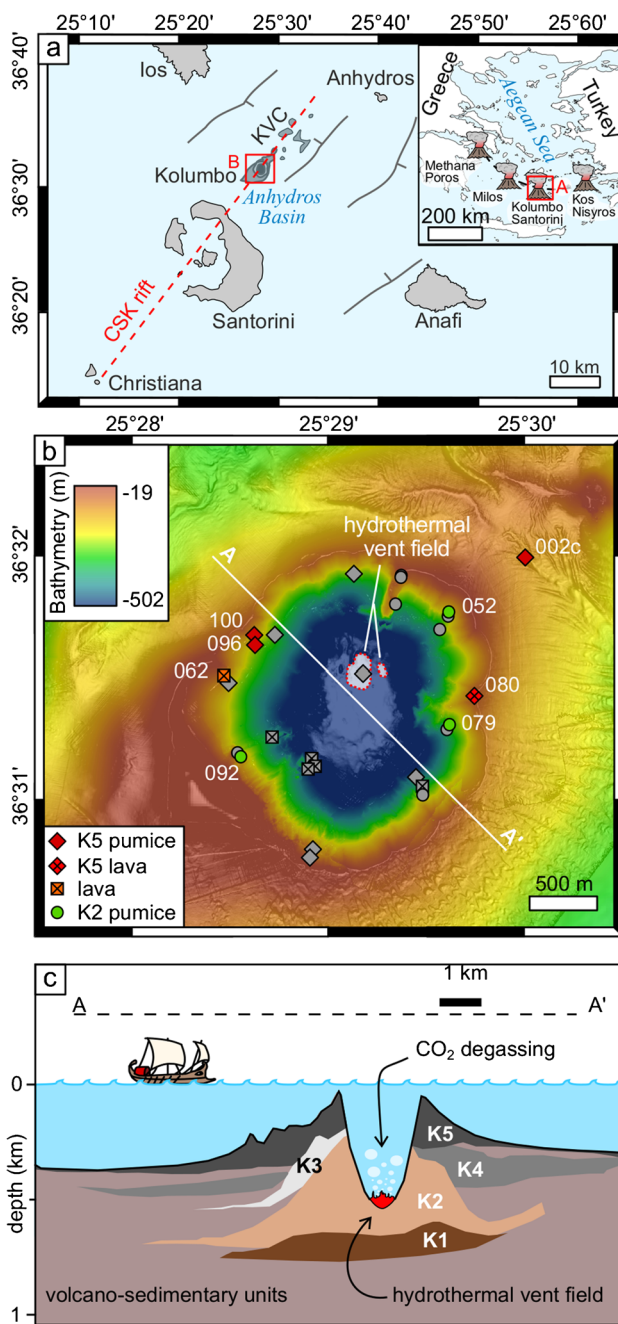 25°10' 25°20' 25°30' 25°40' 25°50' 26°60'
36°40'
36°30'
36°20'
a
Ios
Anhydros
KVC
B
Kolumbo
Anhydros
Basin
CSK rift
Santorini
Anafi
Christiana
10 km
Greece
Aegean Sea
Turkey
Methana
Poros
Milos
A
Kolumbo
Santorini
Kos
Nisyros
200 km
25°28' 25°29' 25°30'
36°32'
36°31'
b
Bathymetry (m)
-19
-502
hydrothermal
vent field
A
A'
002c
052
100
096
062
080
079
092
K5 pumice
K5 lava
lava
K2 pumice
500 m
c
1 km
A
A'
CO₂ degassing
0
depth (km)
1
K5
K3
K4
K2
K1
volcano-sedimentary units
hydrothermal vent field